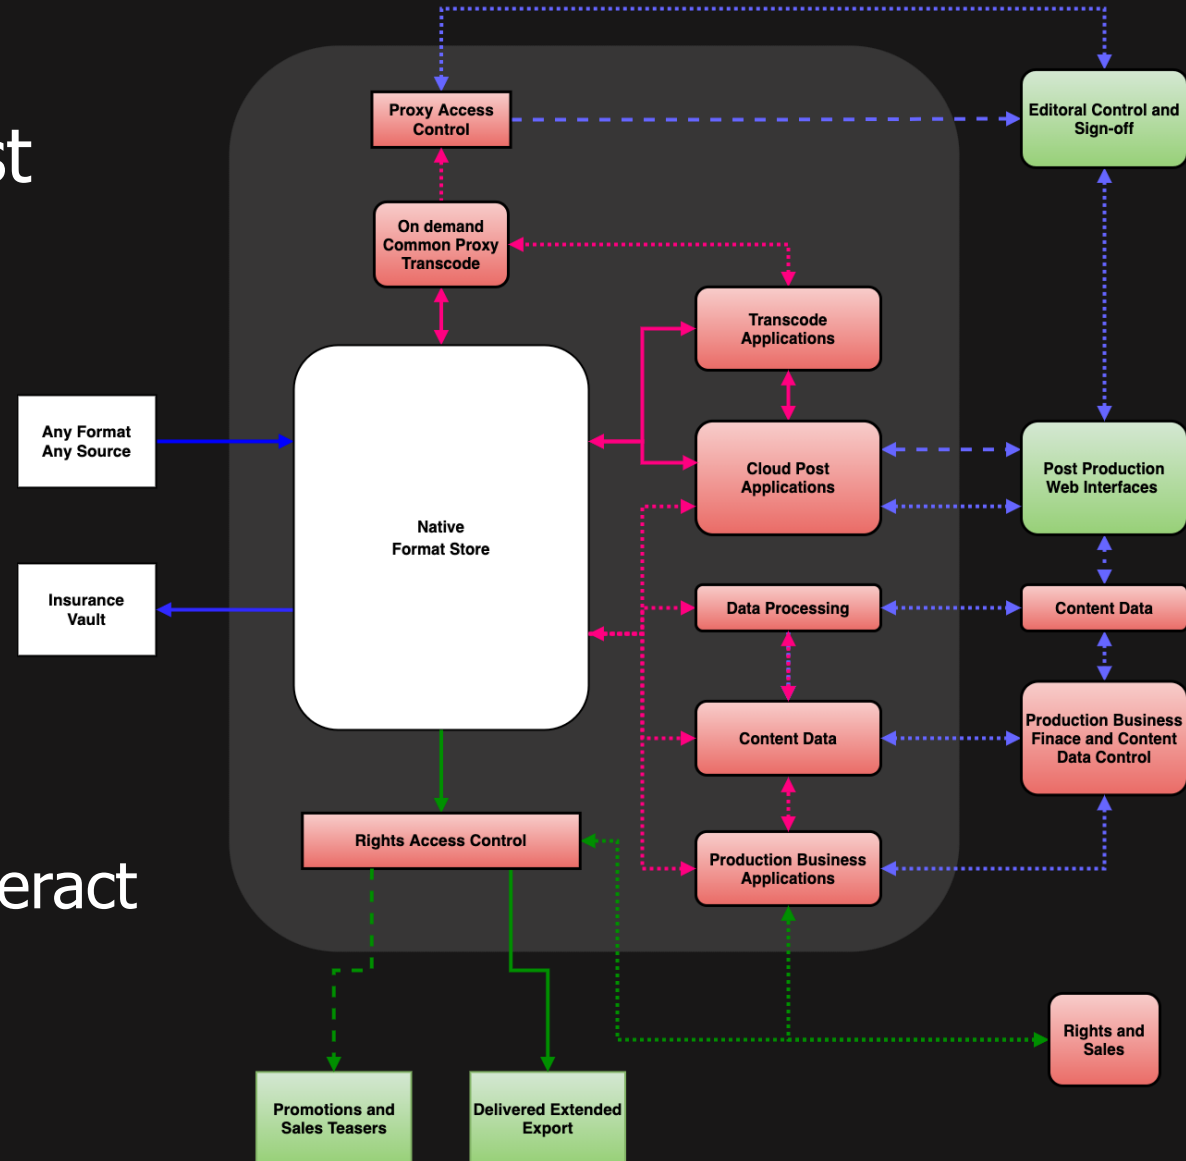 st
Proxy Access
Control
Editoral Control and
Sign-off
On demand
Common Proxy
Transcode
Transcode
Applications
Any Format
Any Source
Cloud Post
Applications
Post Production
Web Interfaces
Native
Format Store
Insurance
Vault
Data Processing
Content Data
Content Data
Production Business
Finace and Content
Data Control
Rights Access Control
Production Business
Applications
eract
Rights and
Sales
Promotions and
Sales Teasers
Delivered Extended
Export